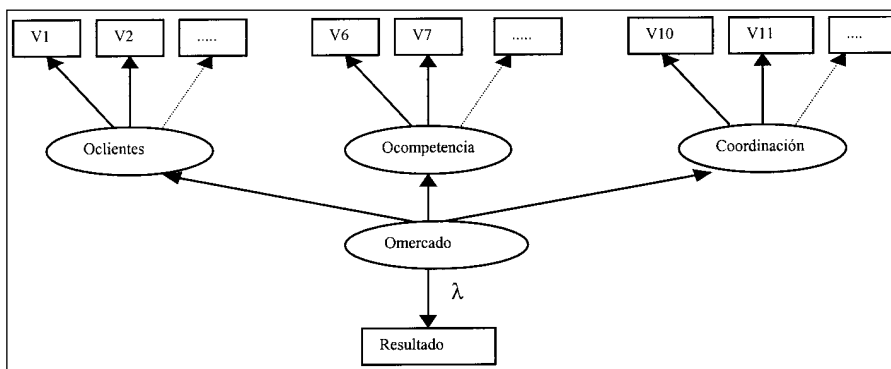 V1 V2 ..... V6 V7 ..... V10 V11 ....
Oclientes Ocompetencia Coordinación
Omercado
λ
Resultado